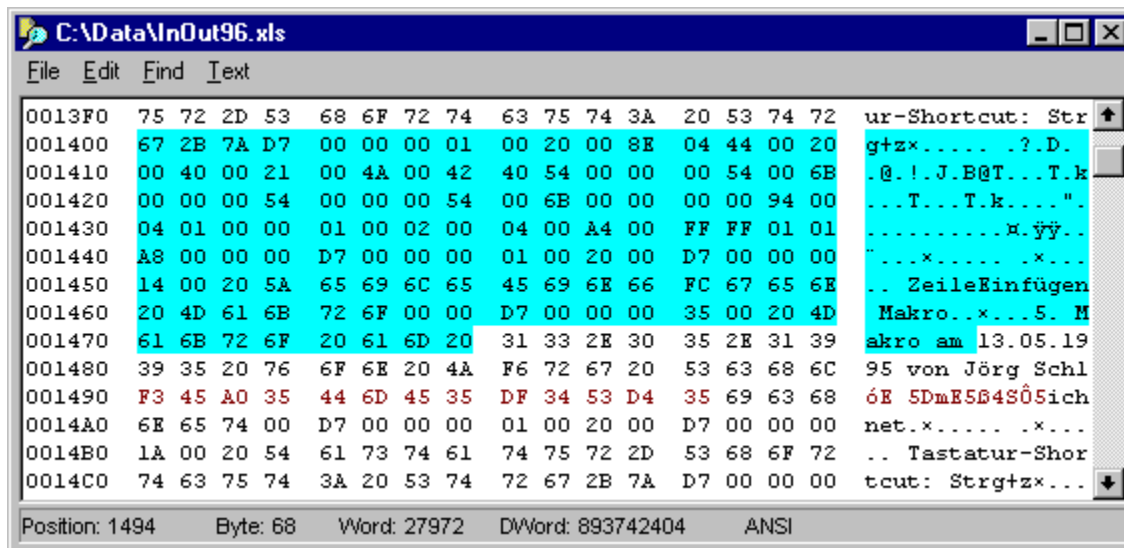 C:\Data\InOut96.xls
File Edit Find Text
0013F0 75 72 2D 53 68 6F 72 74 63 75 74 3A 20 53 74 72 ur-Shortcut: Str
001400 67 2B 7A D7 00 00 00 01 00 20 00 8E 04 44 00 20 g+z×..... .?.D. 
001410 00 40 00 21 00 4A 00 42 40 54 00 00 00 54 00 6B .@.!.J.B@T...T.k
001420 00 00 00 54 00 00 00 54 00 6B 00 00 00 00 94 00 ...T...T.k....".
001430 04 01 00 00 01 00 02 00 04 00 A4 00 FF FF 01 01 ..........¤.ÿÿ..
001440 A8 00 00 00 D7 00 00 00 01 00 20 00 D7 00 00 00 ¨...×..... .×...
001450 14 00 20 5A 65 69 6C 65 45 69 6E 66 FC 67 65 6E .. ZeileEinfügen
001460 20 4D 61 6B 72 6F 00 00 D7 00 00 00 35 00 20 4D Makro..×...5. M
001470 61 6B 72 6F 20 61 6D 20 31 33 2E 30 35 2E 31 39 akro am 13.05.19
001480 39 35 20 76 6F 6E 20 4A F6 72 67 20 53 63 68 6C 95 von Jörg Schl
001490 F3 45 A0 35 44 6D 45 35 DF 34 53 D4 35 69 63 68 óE 5DmE5ß4SÔ5ich
0014A0 6E 65 74 00 D7 00 00 00 01 00 20 00 D7 00 00 00 net.×..... .×...
0014B0 1A 00 20 54 61 73 74 61 74 75 72 2D 53 68 6F 72 .. Tastatur-Shor
0014C0 74 63 75 74 3A 20 53 74 72 67 2B 7A D7 00 00 00 tcut: Strg+z×...
Position: 1494 Byte: 68 Word: 27972 DWord: 893742404 ANSI